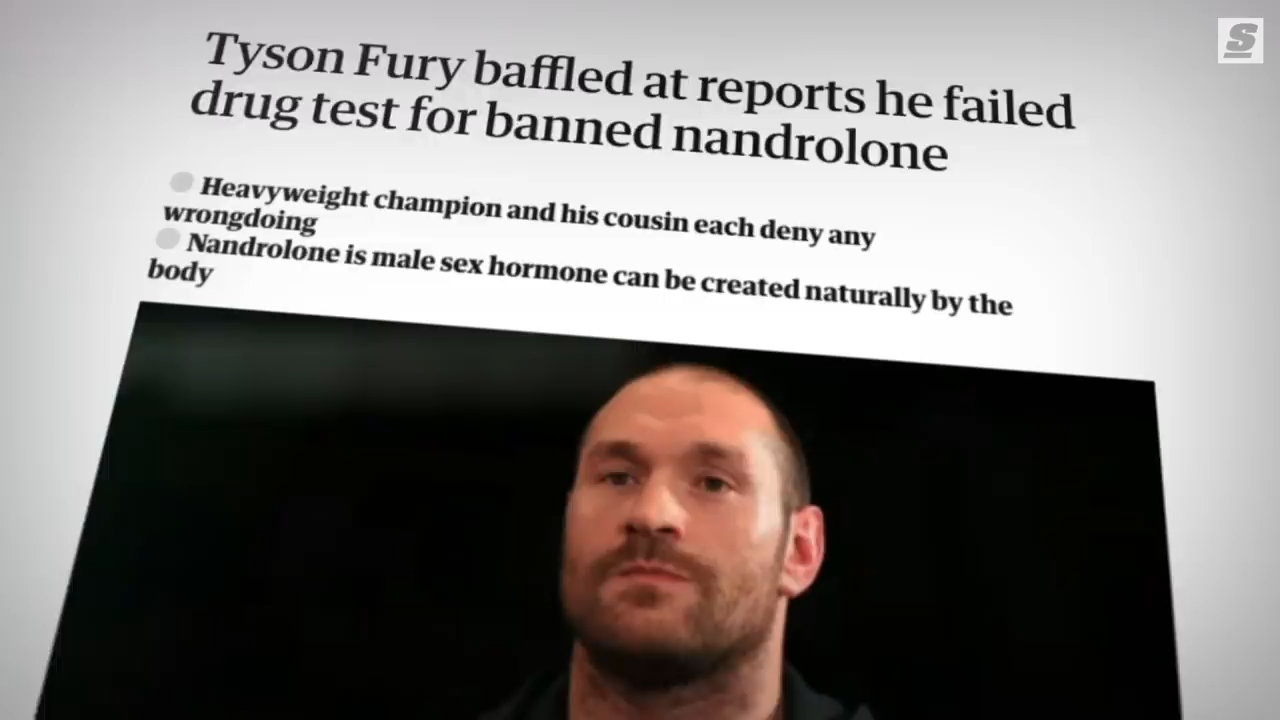 S
Tyson Fury baffled at reports he failed
drug test for banned nandrolone
Heavyweight champion and his cousin each deny any
wrongdoing
Nandrolone is male sex hormone can be created naturally by the
body